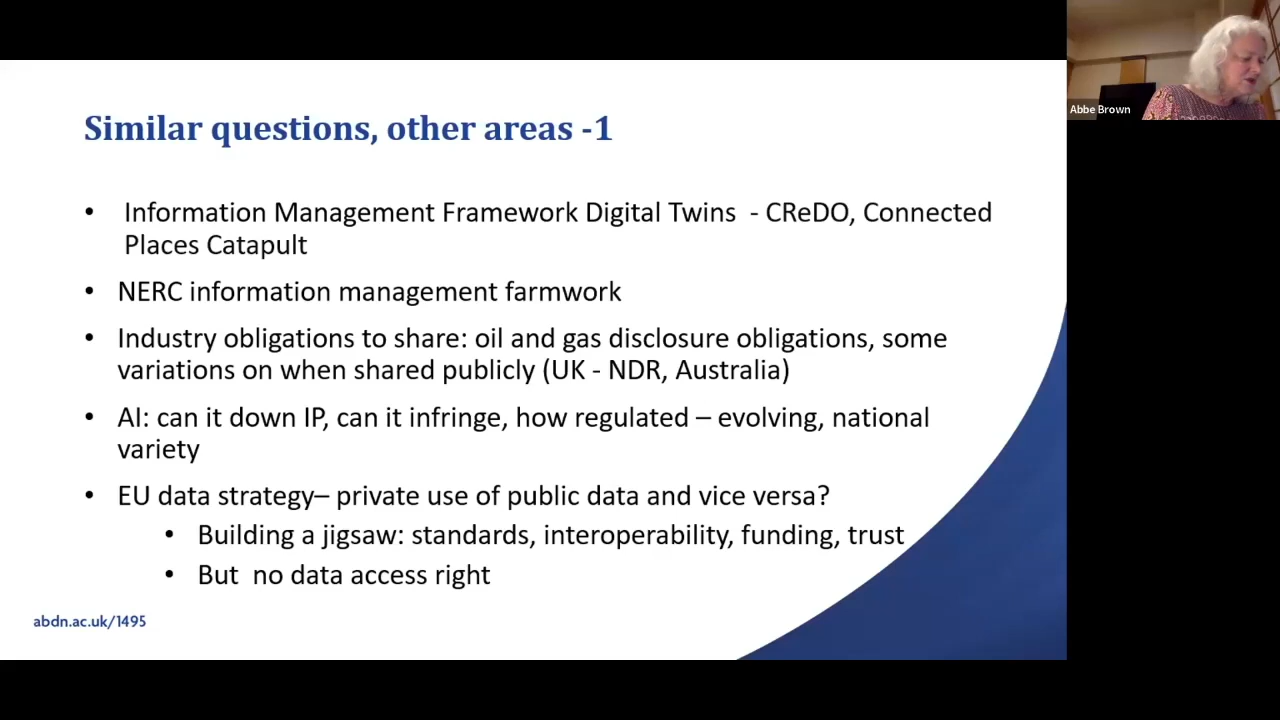 Similar questions, other areas -1
• Information Management Framework Digital Twins - CReDO, Connected
Places Catapult
• NERC information management farmwork
• Industry obligations to share: oil and gas disclosure obligations, some
variations on when shared publicly (UK - NDR, Australia)
• AI: can it down IP, can it infringe, how regulated – evolving, national
variety
• EU data strategy– private use of public data and vice versa?
• Building a jigsaw: standards, interoperability, funding, trust
• But no data access right
abdn.ac.uk/1495
Abbe Brown